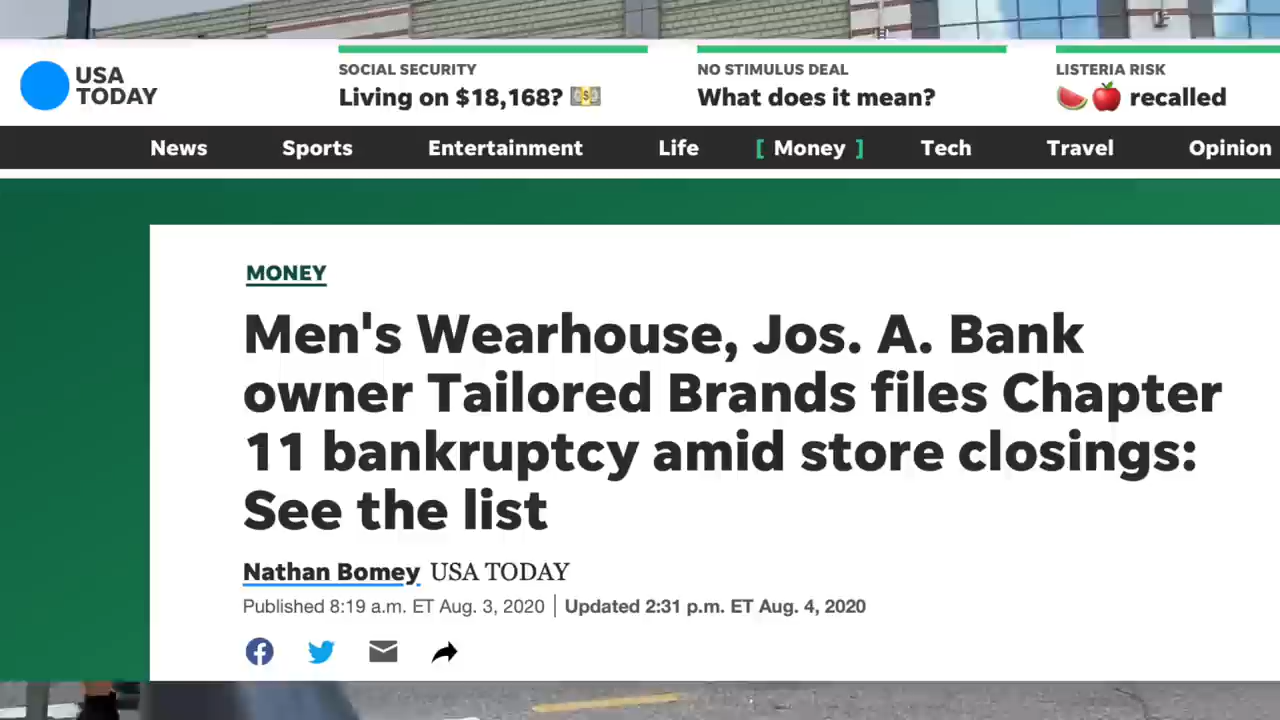 USA
TODAY
SOCIAL SECURITY
Living on $18,168? 💵
NO STIMULUS DEAL
What does it mean?
LISTERIA RISK
🍉🍎 recalled
News Sports Entertainment Life [ Money ] Tech Travel Opinion
MONEY
Men's Wearhouse, Jos. A. Bank
owner Tailored Brands files Chapter
11 bankruptcy amid store closings:
See the list
Nathan Bomey USA TODAY
Published 8:19 a.m. ET Aug. 3, 2020 | Updated 2:31 p.m. ET Aug. 4, 2020